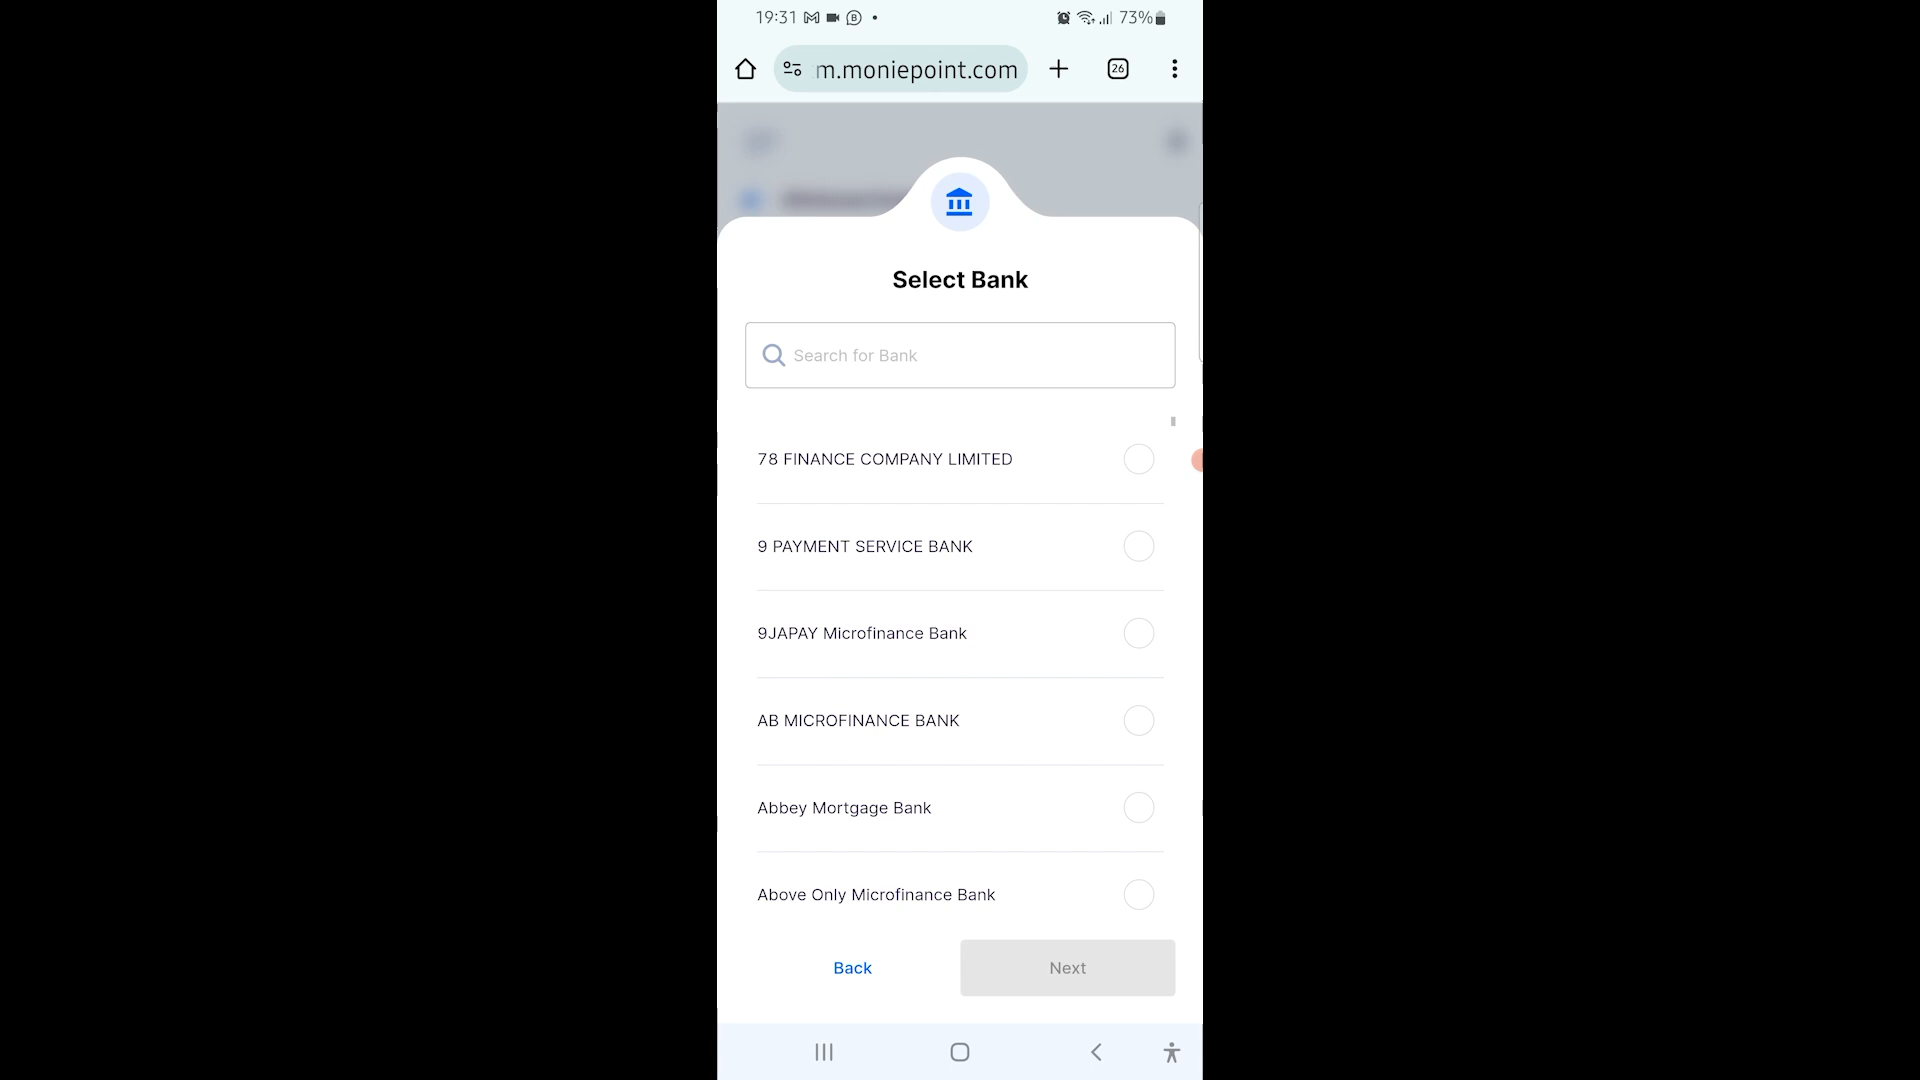 19:31 73%
m.moniepoint.com 26
Select Bank
Search for Bank
78 FINANCE COMPANY LIMITED
9 PAYMENT SERVICE BANK
9JAPAY Microfinance Bank
AB MICROFINANCE BANK
Abbey Mortgage Bank
Above Only Microfinance Bank
Back Next